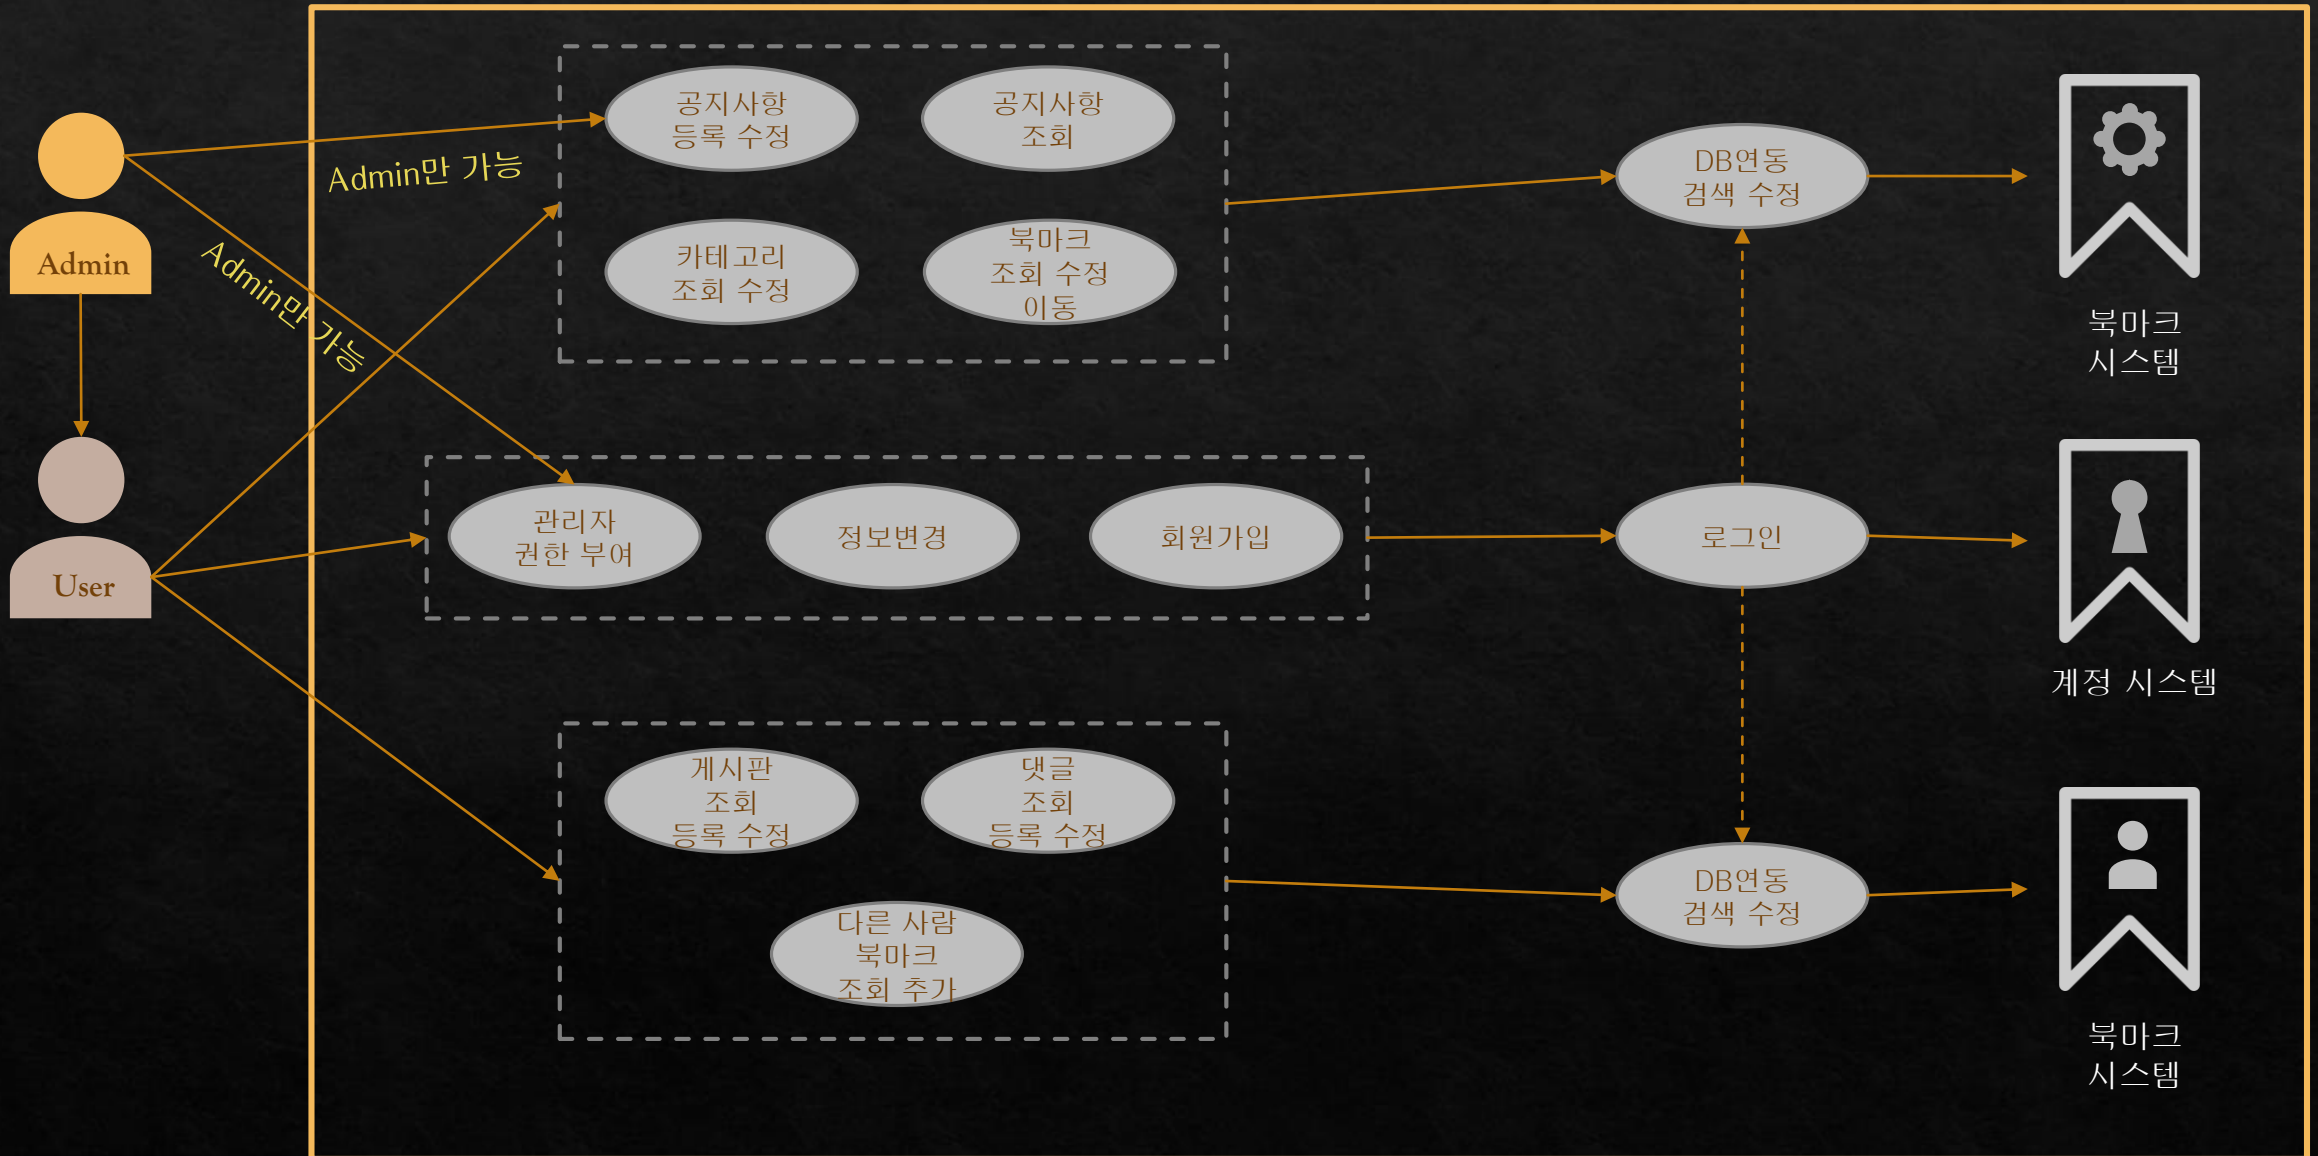 Admin
User
Admin만 가능
Admin만 가능
공지사항
등록 수정
공지사항
조회
카테고리
조회 수정
북마크
조회 수정
이동
관리자
권한 부여
정보변경
회원가입
게시판
조회
등록 수정
댓글
조회
등록 수정
다른 사람
북마크
조회 추가
DB연동
검색 수정
로그인
DB연동
검색 수정
북마크
시스템
계정 시스템
북마크
시스템